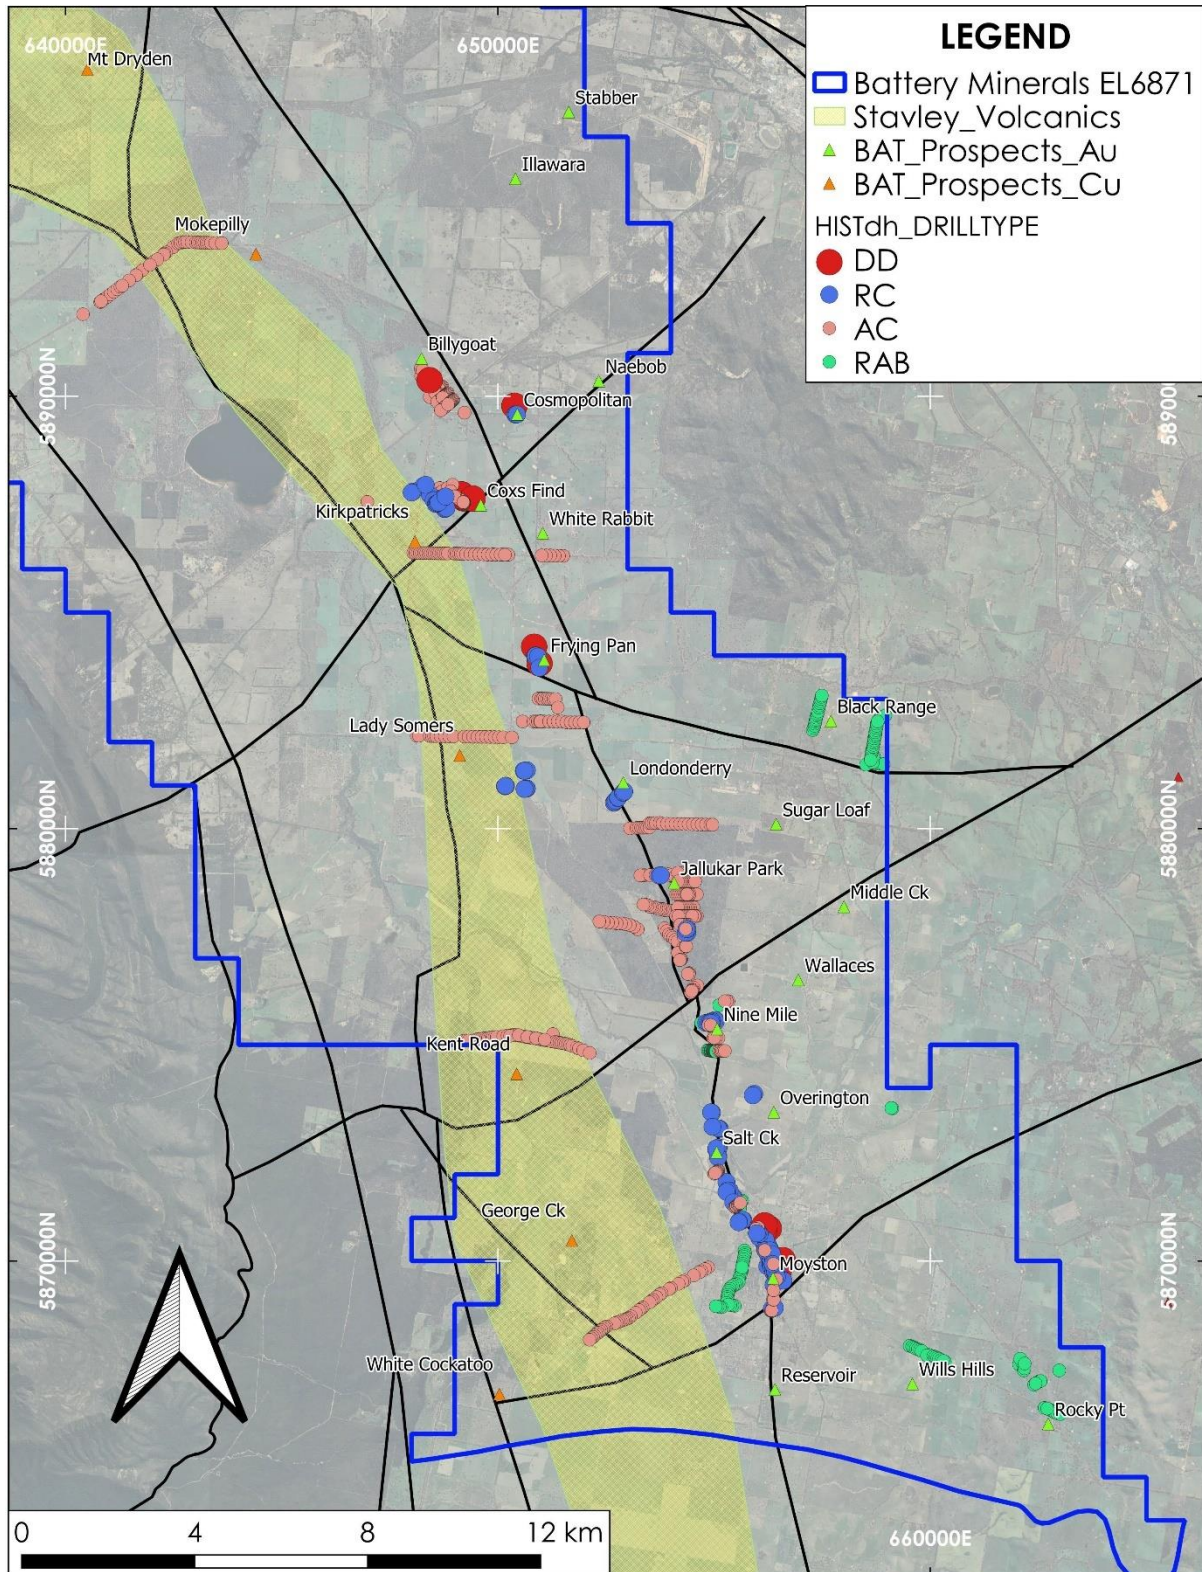 640000E
650000E
Mt Dryden
Stabber
Illawara
Mokepilly
Billygoat
Naebob
5890000N
5890000N
Cosmopolitan
Coxs Find
Kirkpatricks
White Rabbit
Frying Pan
Black Range
Lady Somers
Londonderry
5880000N
5880000N
Sugar Loaf
Jallukar Park
Middle Ck
Wallaces
Nine Mile
Kent Road
Overington
Salt Ck
George Ck
5870000N
5870000N
Moyston
White Cockatoo
Reservoir
Wills Hills
Rocky Pt
660000E
LEGEND
Battery Minerals EL6871
Stavley_Volcanics
BAT_Prospects_Au
BAT_Prospects_Cu
HISTdh_DRILLTYPE
DD
RC
AC
RAB
0 4 8 12 km